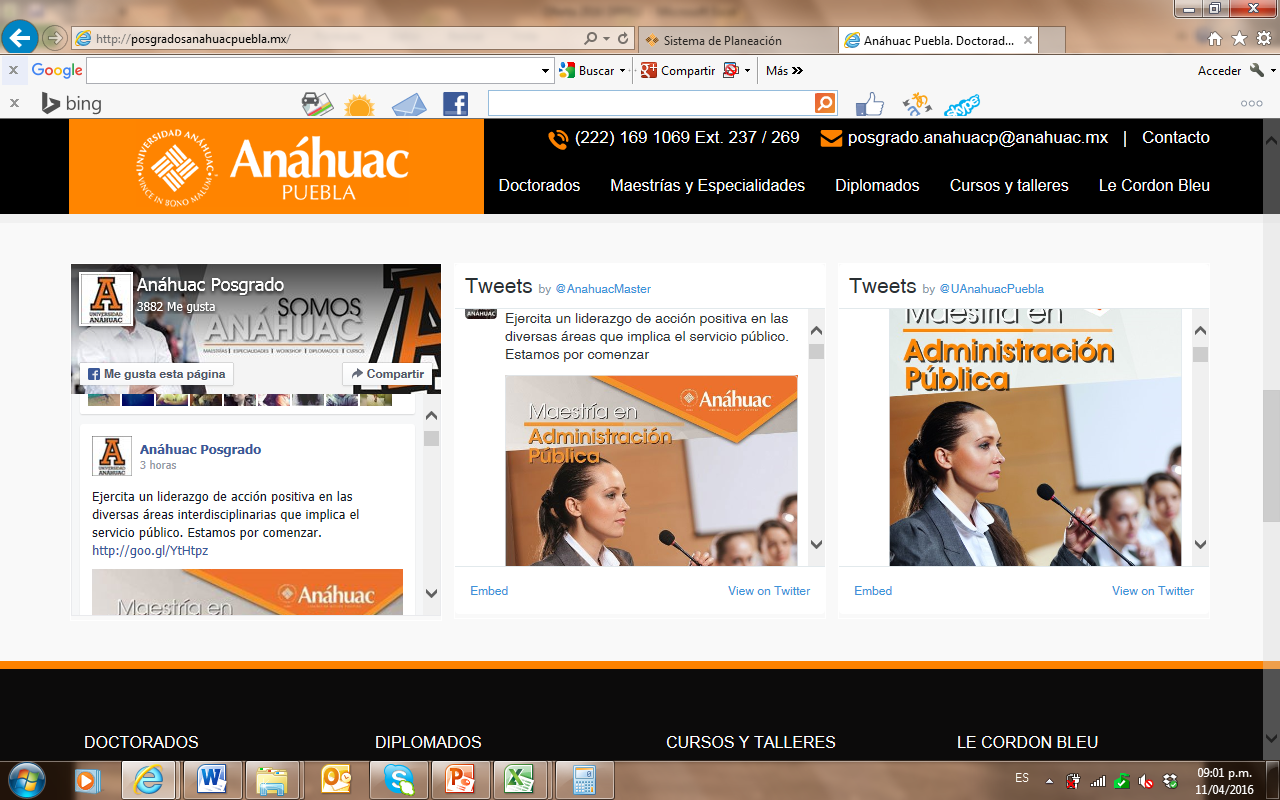 http://posgradosanahuacpuebla.mx/
Sistema de Planeación
Anáhuac Puebla. Doctorad...
Google
Buscar
Compartir
Más
Acceder
bing
UNIVERSIDAD ANÁHUAC
VINCE IN BONO MALUM
Anáhuac
PUEBLA
(222) 169 1069 Ext. 237 / 269
posgrado.anahuacp@anahuac.mx | Contacto
Doctorados Maestrías y Especialidades Diplomados Cursos y talleres Le Cordon Bleu
UNIVERSIDAD
ANÁHUAC
Anáhuac Posgrado
3882 Me gusta
SOMOS
ANÁHUAC
MAESTRÍAS | ESPECIALIDADES | WORKSHOP | DIPLOMADOS | CURSOS
Me gusta esta página
Compartir
UNIVERSIDAD
ANÁHUAC
Anáhuac Posgrado
3 horas
Ejercita un liderazgo de acción positiva en las
diversas áreas interdisciplinarias que implica el
servicio público. Estamos por comenzar.
http://goo.gl/YtHtpz
Anáhuac
Maestría en
Tweets by @AnahuacMaster
ANÁHUAC
Ejercita un liderazgo de acción positiva en las
diversas áreas que implica el servicio público.
Estamos por comenzar
Anáhuac
Maestría en
Administración
Pública
Embed
View on Twitter
Tweets by @UAnahuacPuebla
Maestría en
Administración
Pública
Embed
View on Twitter
DOCTORADOS
DIPLOMADOS
CURSOS Y TALLERES
LE CORDON BLEU
ES
09:01 p.m.
11/04/2016